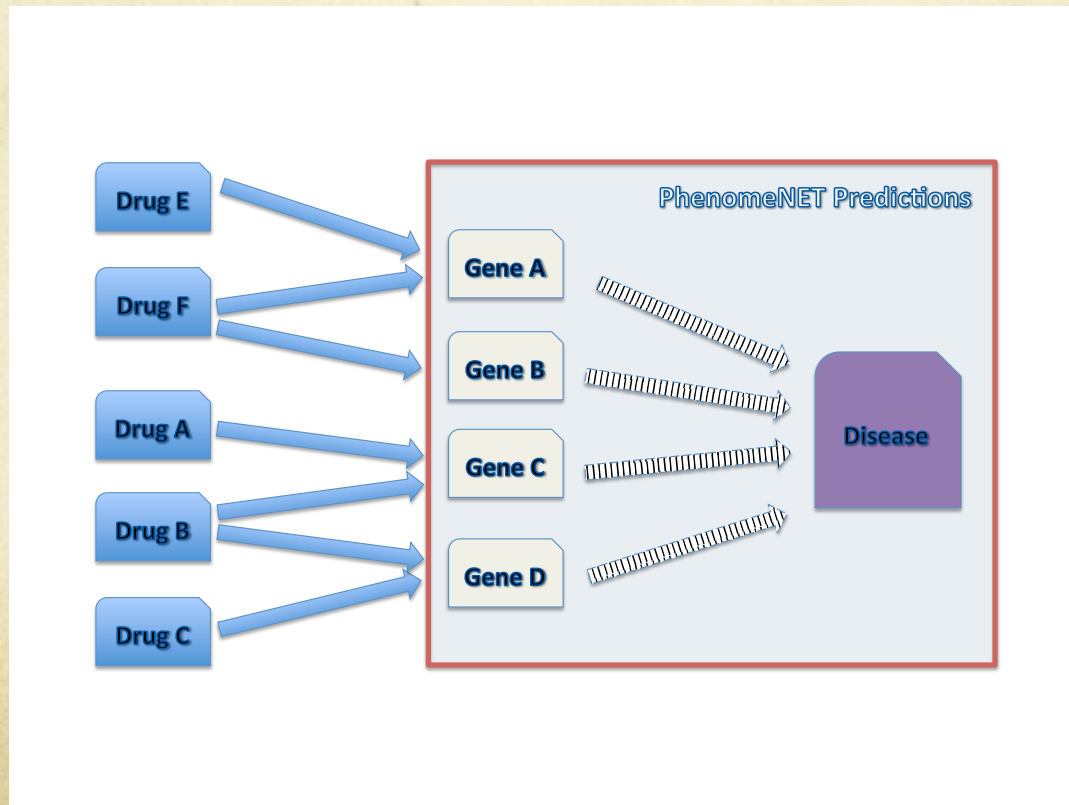 PhenomeNET Predictions
Drug E
Drug F
Drug A
Drug B
Drug C
Gene A
Gene B
Gene C
Gene D
Disease